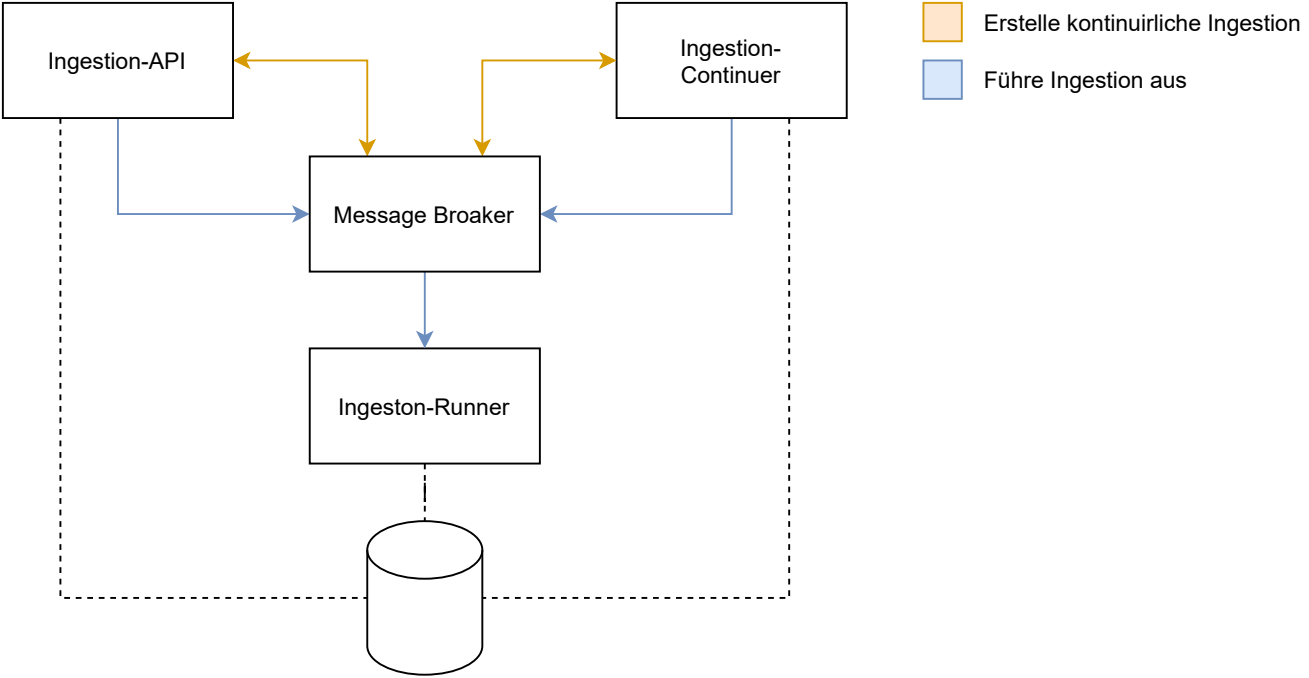 Ingestion-API
Ingestion-
Continuer
Erstelle kontinuirliche Ingestion
Führe Ingestion aus
Message Broaker
Ingeston-Runner